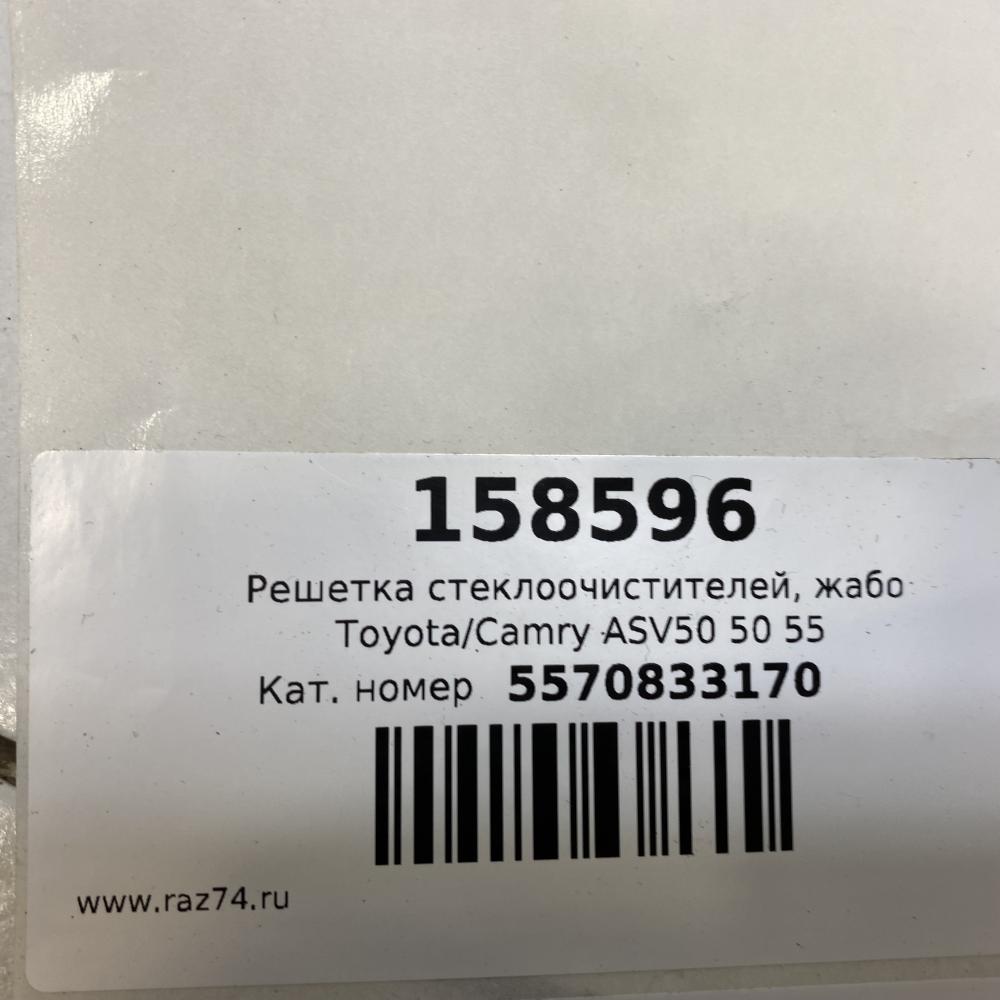 158596
Решетка стеклоочистителей, жабо
Toyota/Camry ASV50 50 55
Кат. номер 5570833170
www.raz74.ru